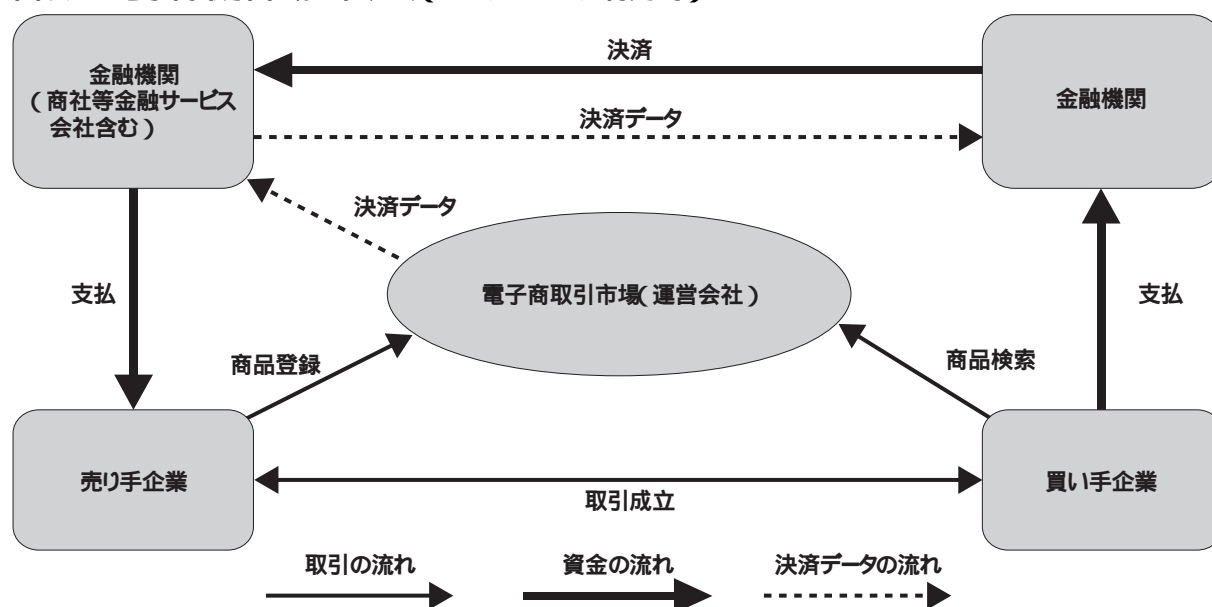 決済
金融機関
(商社等金融サービス
会社含む)
金融機関
決済データ
決済データ
電子商取引市場(運営会社)
支払
支払
商品登録
商品検索
売り手企業
買い手企業
取引成立
取引の流れ
資金の流れ
決済データの流れ